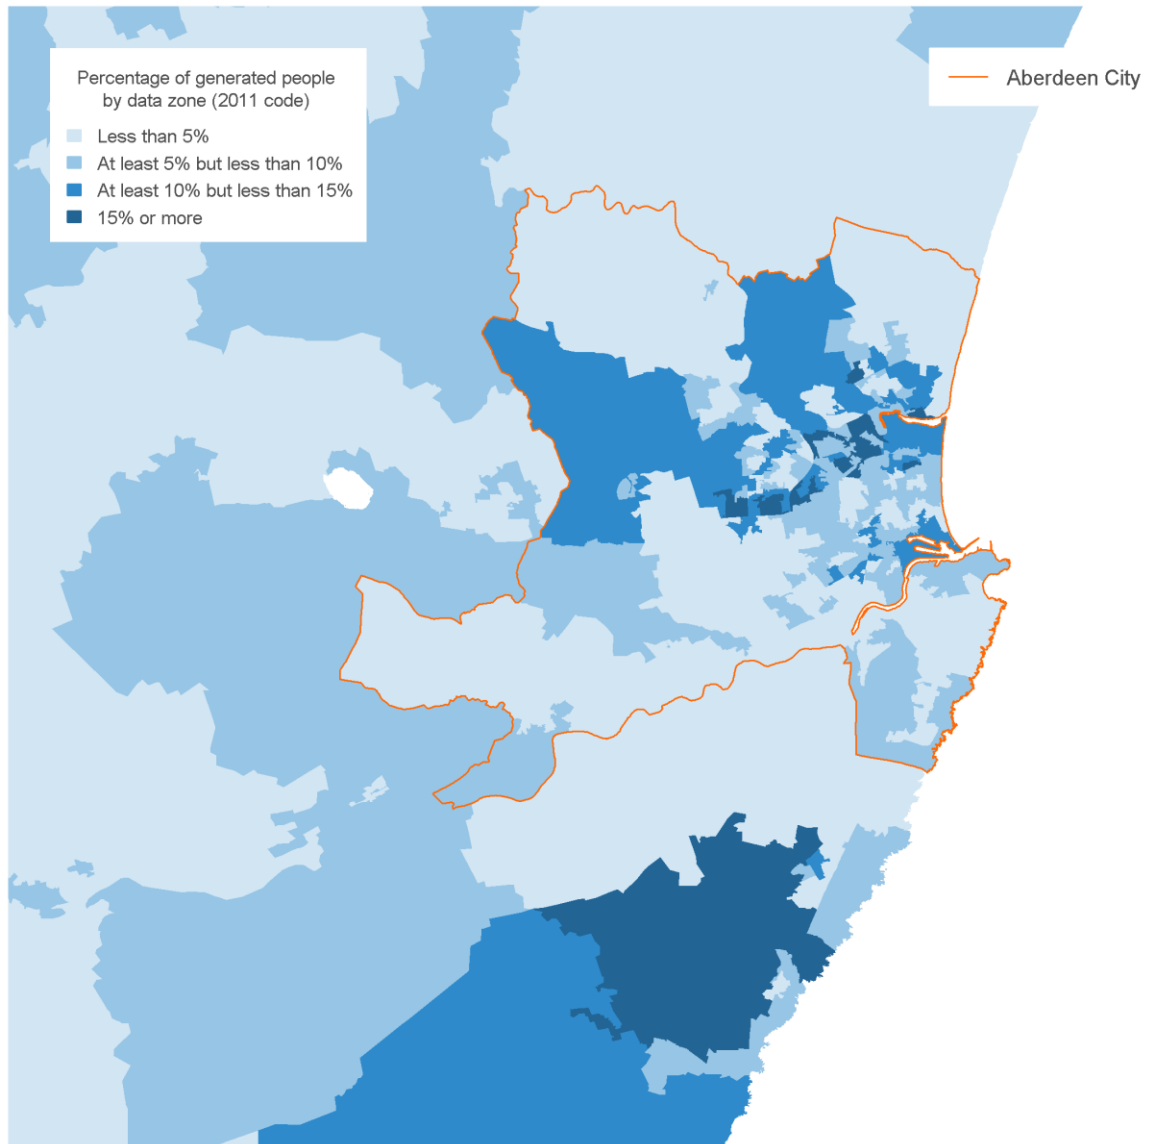 Percentage of generated people
by data zone (2011 code)
Less than 5%
At least 5% but less than 10%
At least 10% but less than 15%
15% or more
Aberdeen City